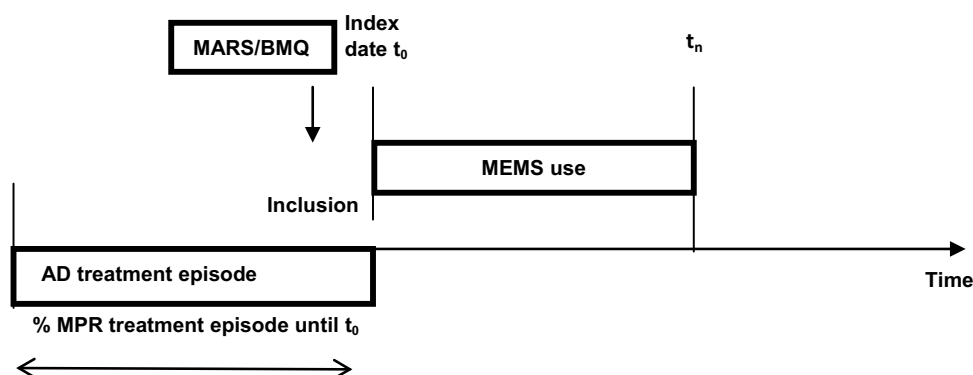 MARS/BMQ
Index
date t₀
tₙ
MEMS use
Inclusion
AD treatment episode
Time
% MPR treatment episode until t₀